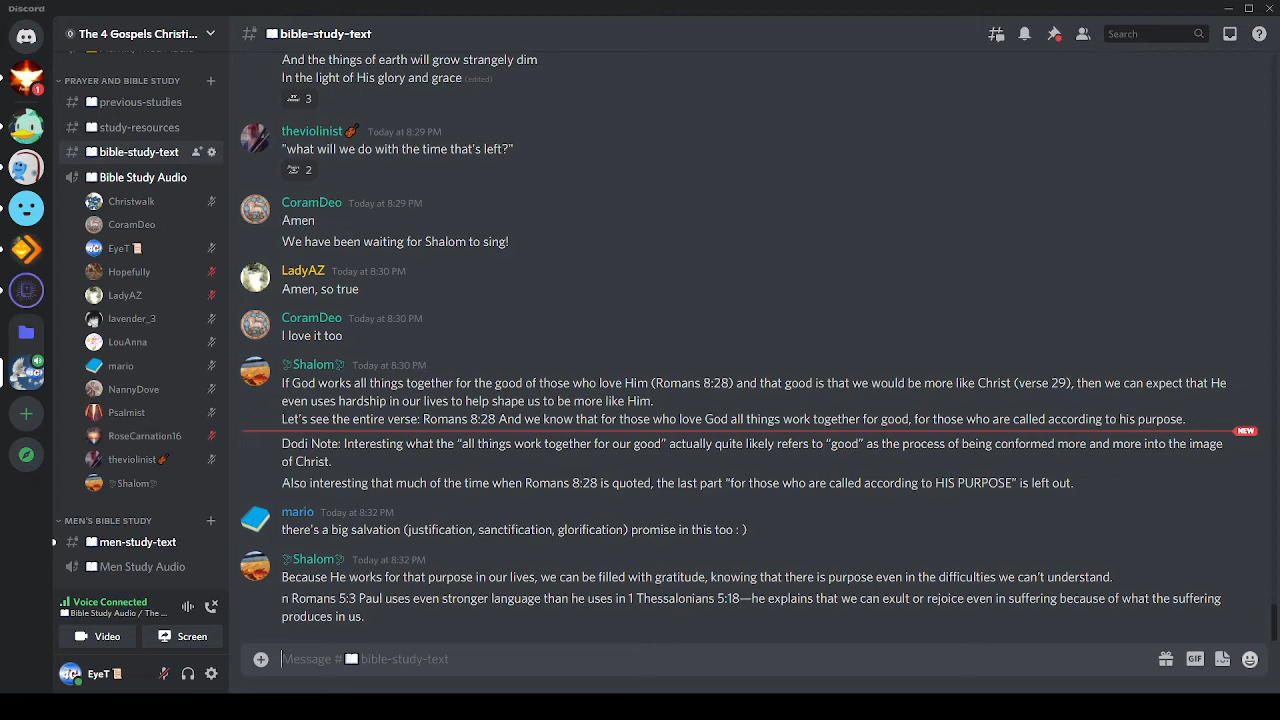 Discord
The 4 Gospels Christi...
bible-study-text
Search
And the things of earth will grow strangely dim
In the light of His glory and grace (edited)
3
PRAYER AND BIBLE STUDY
previous-studies
study-resources
bible-study-text
Bible Study Audio
Christwalk
CoramDeo
EyeT
Hopefully
LadyAZ
lavender_3
LouAnna
mario
NannyDove
Psalmist
RoseCarnation16
theviolinist
Shalom
MEN'S BIBLE STUDY
men-study-text
Men Study Audio
Voice Connected
Bible Study Audio / The ...
Video
Screen
EyeT
1
theviolinist Today at 8:29 PM
"what will we do with the time that's left?"
2
CoramDeo Today at 8:29 PM
Amen
We have been waiting for Shalom to sing!
LadyAZ Today at 8:30 PM
Amen, so true
CoramDeo Today at 8:30 PM
I love it too
Shalom Today at 8:30 PM
If God works all things together for the good of those who love Him (Romans 8:28) and that good is that we would be more like Christ (verse 29), then we can expect that He
even uses hardship in our lives to help shape us to be more like Him.
Let's see the entire verse: Romans 8:28 And we know that for those who love God all things work together for good, for those who are called according to his purpose.
NEW
Dodi Note: Interesting what the “all things work together for our good” actually quite likely refers to “good” as the process of being conformed more and more into the image
of Christ.
Also interesting that much of the time when Romans 8:28 is quoted, the last part “for those who are called according to HIS PURPOSE” is left out.
mario Today at 8:32 PM
there's a big salvation (justification, sanctification, glorification) promise in this too : )
Shalom Today at 8:32 PM
Because He works for that purpose in our lives, we can be filled with gratitude, knowing that there is purpose even in the difficulties we can't understand.
n Romans 5:3 Paul uses even stronger language than he uses in 1 Thessalonians 5:18—he explains that we can exult or rejoice even in suffering because of what the suffering
produces in us.
Message # bible-study-text
GIF